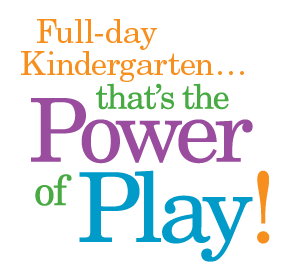 Full-day
Kindergarten...
that's the
Power
of Play!